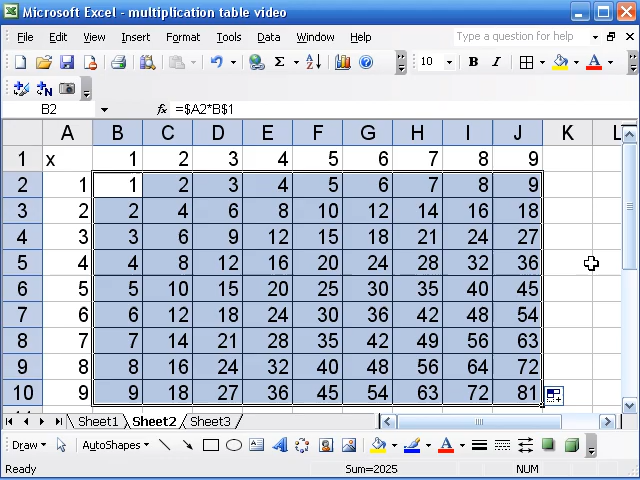 Microsoft Excel - multiplication table video
File Edit View Insert Format Tools Data Window Help Type a question for help
10 B I A
B2 fx =$A2*B$1
A B C D E F G H I J K L
1 x 1 2 3 4 5 6 7 8 9
2 1 1 2 3 4 5 6 7 8 9
3 2 2 4 6 8 10 12 14 16 18
4 3 3 6 9 12 15 18 21 24 27
5 4 4 8 12 16 20 24 28 32 36
6 5 5 10 15 20 25 30 35 40 45
7 6 6 12 18 24 30 36 42 48 54
8 7 7 14 21 28 35 42 49 56 63
9 8 8 16 24 32 40 48 56 64 72
10 9 9 18 27 36 45 54 63 72 81
Sheet1 Sheet2 Sheet3
Draw AutoShapes A A
Ready Sum=2025 NUM